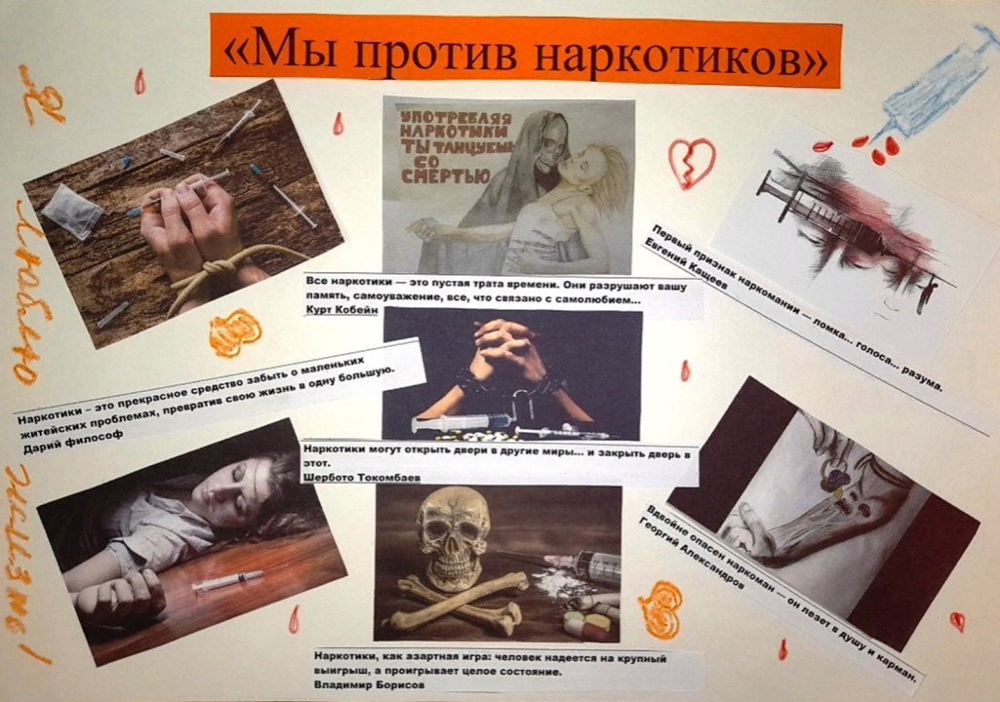 «Мы против наркотиков»
Я люблю жизнь!
УПОТРЕБЛЯЯ
НАРКОТИКИ
ТЫ ТАНЦУЕШЬ
СО
СМЕРТЬЮ
Все наркотики — это пустая трата времени. Они разрушают вашу
память, самоуважение, все, что связано с самолюбием...
Курт Кобейн
Первый признак наркомании — ломка... голоса... разума.
Евгений Кащеев
Наркотики – это прекрасное средство забыть о маленьких
житейских проблемах, превратив свою жизнь в одну большую.
Дарий философ
Наркотики могут открыть двери в другие миры... и закрыть дверь в
этот.
Шербото Токомбаев
Вдвойне опасен наркоман — он лезет в душу и карман.
Георгий Александров
Наркотики, как азартная игра: человек надеется на крупный
выигрыш, а проигрывает целое состояние.
Владимир Борисов